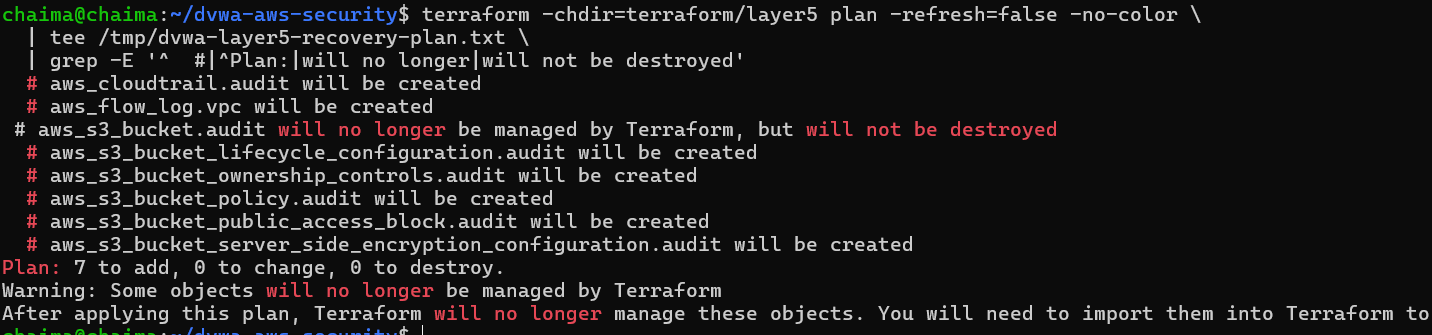 chaima@chaima:~/dvwa-aws-security$ terraform -chdir=terraform/layer5 plan -refresh=false -no-color \
  | tee /tmp/dvwa-layer5-recovery-plan.txt \
  | grep -E '^  #|^Plan:|will no longer|will not be destroyed'
  # aws_cloudtrail.audit will be created
  # aws_flow_log.vpc will be created
 # aws_s3_bucket.audit will no longer be managed by Terraform, but will not be destroyed
  # aws_s3_bucket_lifecycle_configuration.audit will be created
  # aws_s3_bucket_ownership_controls.audit will be created
  # aws_s3_bucket_policy.audit will be created
  # aws_s3_bucket_public_access_block.audit will be created
  # aws_s3_bucket_server_side_encryption_configuration.audit will be created
Plan: 7 to add, 0 to change, 0 to destroy.
Warning: Some objects will no longer be managed by Terraform
After applying this plan, Terraform will no longer manage these objects. You will need to import them into Terraform to
chaima@chaima:~/dvwa-aws-security$